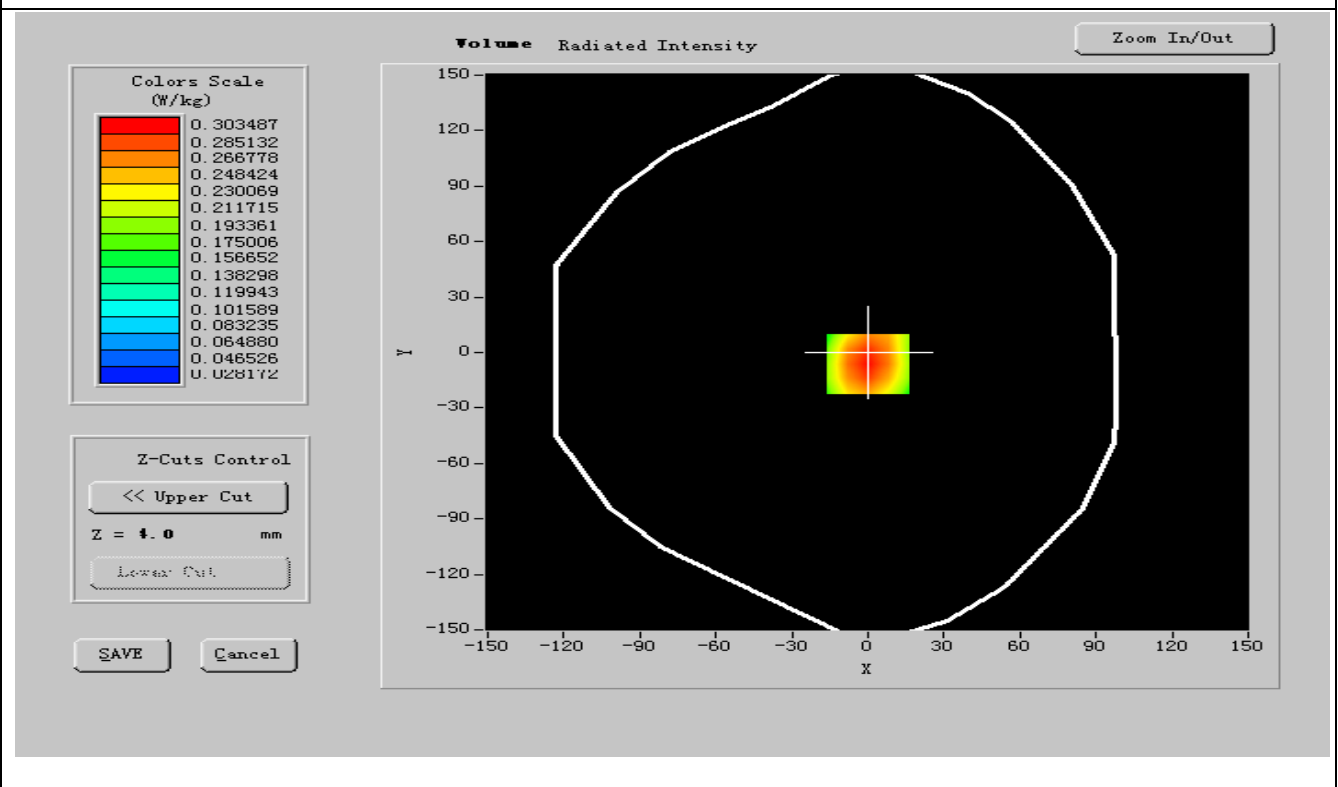 Volume Radiated Intensity
Zoom In/Out
Colors Scale
(W/kg)
0.303487
0.285132
0.266778
0.248424
0.230069
0.211715
0.193361
0.175006
0.156652
0.138298
0.119943
0.101589
0.083235
0.064880
0.046526
0.028172
Z-Cuts Control
<< Upper Cut
Z = 4.0 mm
Lower Cut
SAVE
Cancel
150
120
90
60
30
0
-30
-60
-90
-120
-150
Y
-150 -120 -90 -60 -30 0 30 60 90 120 150
X